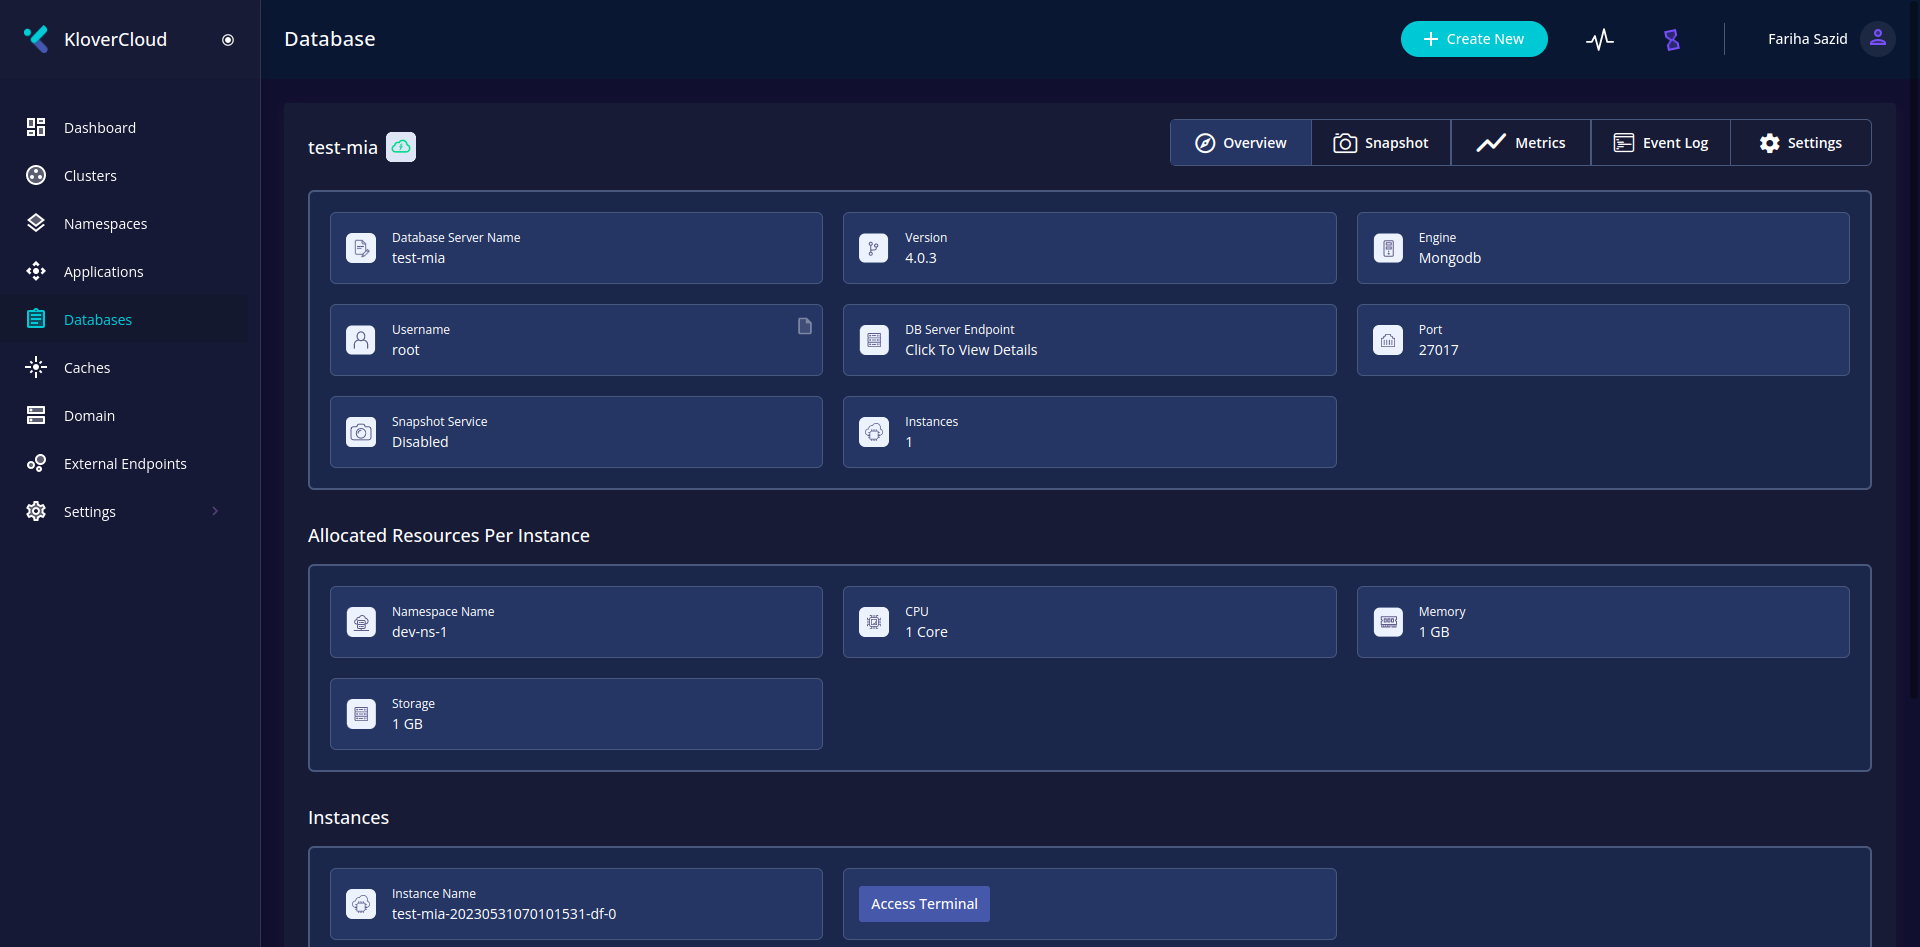 KloverCloud
Database
Create New
Fariha Sazid
Dashboard
Clusters
Namespaces
Applications
Databases
Caches
Domain
External Endpoints
Settings
test-mia
Overview
Snapshot
Metrics
Event Log
Settings
Database Server Name
test-mia
Version
4.0.3
Engine
Mongodb
Username
root
DB Server Endpoint
Click To View Details
Port
27017
Snapshot Service
Disabled
Instances
1
Allocated Resources Per Instance
Namespace Name
dev-ns-1
CPU
1 Core
Memory
1 GB
Storage
1 GB
Instances
Instance Name
test-mia-20230531070101531-df-0
Access Terminal